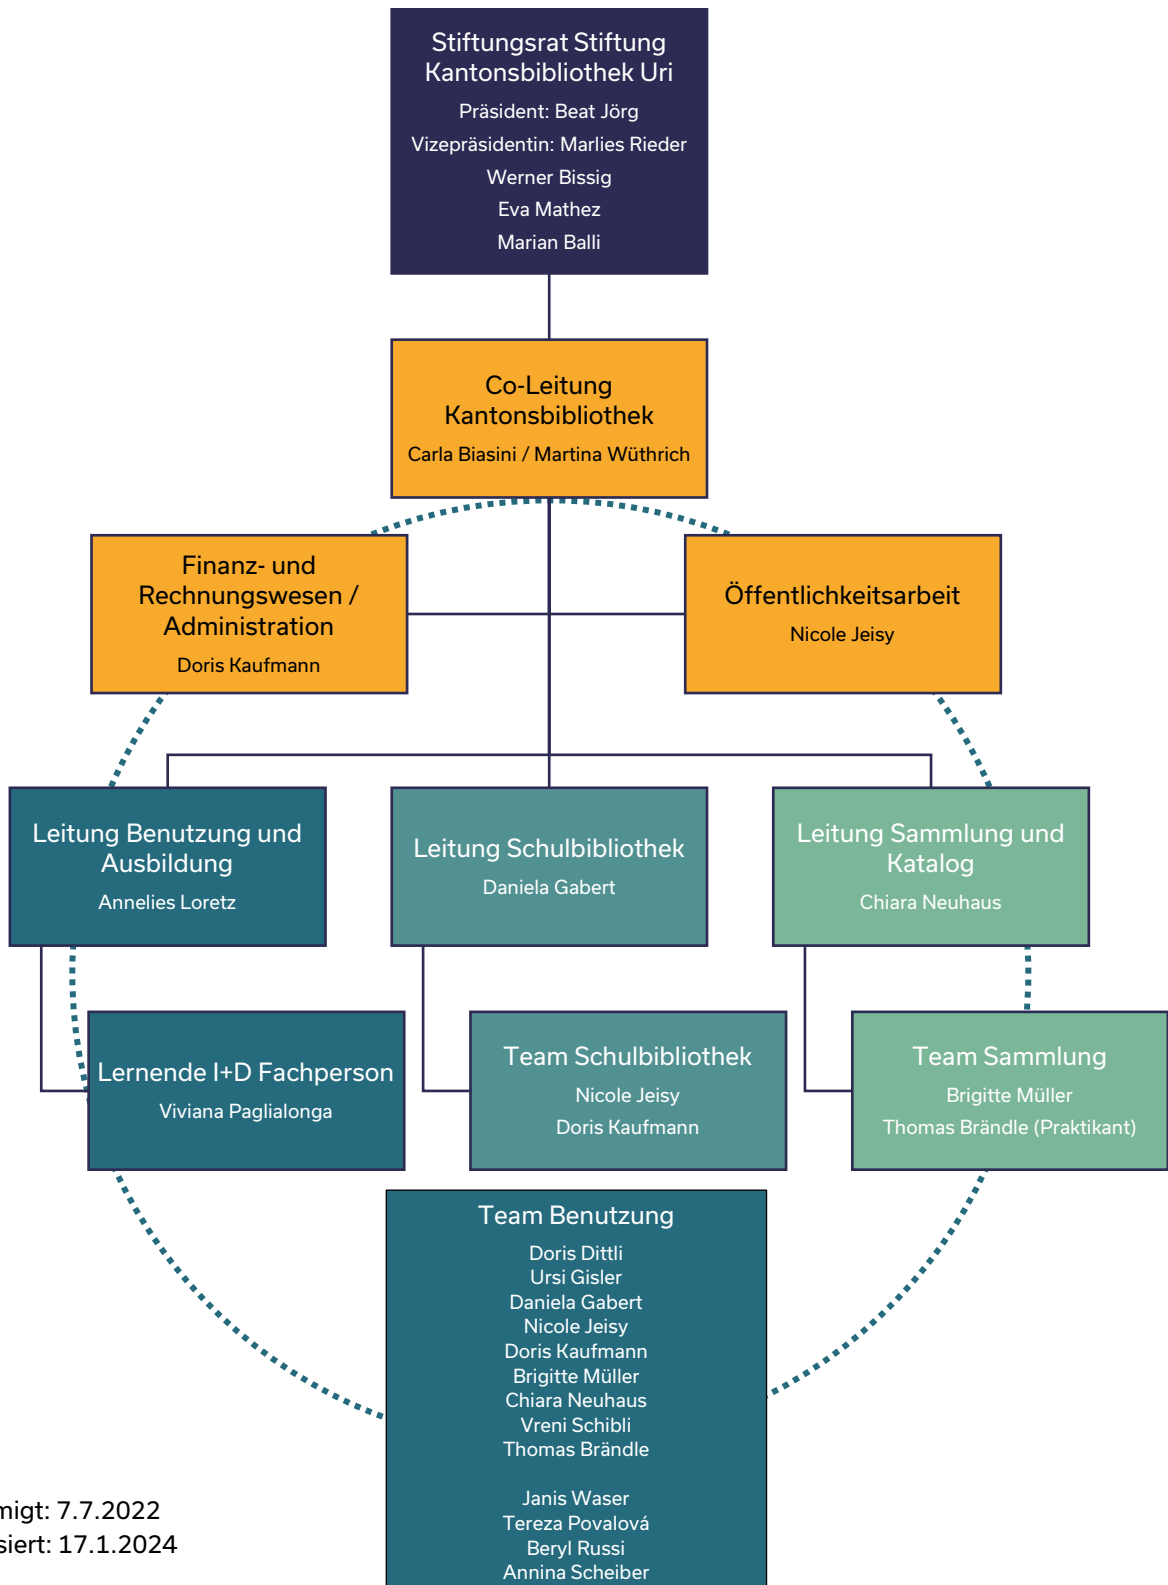 Stiftungsrat Stiftung
Kantonsbibliothek Uri
Präsident: Beat Jörg
Vizepräsidentin: Marlies Rieder
Werner Bissig
Eva Mathez
Marian Balli
Co-Leitung
Kantonsbibliothek
Carla Biasini / Martina Wüthrich
Finanz- und
Rechnungswesen /
Administration
Doris Kaufmann
Öffentlichkeitsarbeit
Nicole Jeisy
Leitung Benutzung und
Ausbildung
Annelies Loretz
Leitung Schulbibliothek
Daniela Gabert
Leitung Sammlung und
Katalog
Chiara Neuhaus
Lernende I+D Fachperson
Viviana Paglialonga
Team Schulbibliothek
Nicole Jeisy
Doris Kaufmann
Team Sammlung
Brigitte Müller
Thomas Brändle (Praktikant)
Team Benutzung
Doris Dittli
Ursi Gisler
Daniela Gabert
Nicole Jeisy
Doris Kaufmann
Brigitte Müller
Chiara Neuhaus
Vreni Schibli
Thomas Brändle
Janis Waser
Tereza Povalová
Beryl Russi
Annina Scheiber
migt: 7.7.2022
siert: 17.1.2024